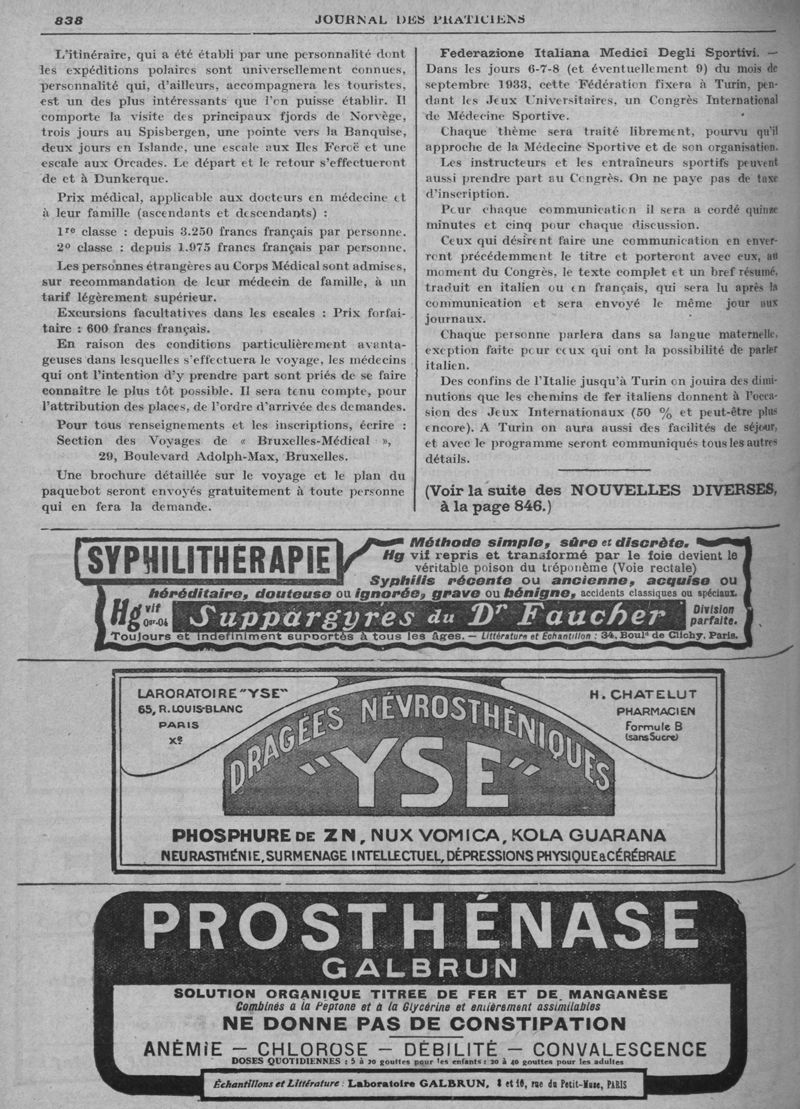 838
JOURNAL DES PRATICIENS
L'itinéraire, qui a été établi par une personnalité dont
les expéditions polaires sont universellement connues,
personnalité qui, d'ailleurs, accompagnera les touristes,
est un des plus intéressants que l'on puisse établir. Il
comporte la visite des principaux fjords de Norvège,
trois jours au Spisbergen, une pointe vers la Banquise,
deux jours en Islande, une escale aux Iles Feroë et une
escale aux Orcades. Le départ et le retour s'effectueront
de et à Dunkerque.
Prix médical, applicable aux docteurs en médecine et
à leur famille (ascendants et descendants) :
1re classe : depuis 3.250 francs français par personne.
2e classe : depuis 1.975 francs français par personne.
Les personnes étrangères au Corps Médical sont admises,
sur recommandation de leur médecin de famille, à un
tarif légèrement supérieur.
Excursions facultatives dans les escales : Prix forfai-
taire : 600 francs français.
En raison des conditions particulièrement avanta-
geuses dans lesquelles s'effectuera le voyage, les médecins
qui ont l'intention d'y prendre part sont priés de se faire
connaître le plus tôt possible. Il sera tenu compte, pour
l'attribution des places, de l'ordre d'arrivée des demandes.
Pour tous renseignements et les inscriptions, écrire :
Section des Voyages de « Bruxelles-Médical »,
29, Boulevard Adolph-Max, Bruxelles.
Une brochure détaillée sur le voyage et le plan du
paquebot seront envoyés gratuitement à toute personne
qui en fera la demande.
Federazione Italiana Medici Degli Sportivi. —
Dans les jours 6-7-8 (et éventuellement 9) du mois de
septembre 1933, cette Fédération fixera à Turin, pen-
dant les Jeux Universitaires, un Congrès International
de Médecine Sportive.
Chaque thème sera traité librement, pourvu qu'il
approche de la Médecine Sportive et de son organisation.
Les instructeurs et les entraîneurs sportifs peuvent
aussi prendre part au Congrès. On ne paye pas de taxe
d'inscription.
Pour chaque communication il sera a cordé quinze
minutes et cinq pour chaque discussion.
Ceux qui désirent faire une communication en enver-
ront précédemment le titre et porteront avec eux, au
moment du Congrès, le texte complet et un bref résumé,
traduit en italien ou en français, qui sera lu après la
communication et sera envoyé le même jour aux
journaux.
Chaque personne parlera dans sa langue maternelle,
exeption faite pour ceux qui ont la possibilité de parler
italien.
Des confins de l'Italie jusqu'à Turin on jouira des dimi-
nutions que les chemins de fer italiens donnent à l'occa-
sion des Jeux Internationaux (50 % et peut-être plus
encore). A Turin on aura aussi des facilités de séjour,
et avec le programme seront communiqués tous les autres
détails.
(Voir la suite des NOUVELLES DIVERSES,
à la page 846.)
SYPHILITHÉRAPIE
Méthode simple, sûre et discrète.
Hg vif repris et transformé par le foie devient le
véritable poison du tréponème (Voie rectale)
Syphilis récente ou ancienne, acquise ou
héréditaire, douteuse ou ignorée, grave ou bénigne, accidents classiques ou spéciaux.
Hg vif 0gr.04 Suppargyres du Dr Faucher Division parfaite.
Toujours et indéfiniment supportés à tous les âges. — Littérature et Echantillon : 34, Bould de Clichy, Paris.
LARORATOIRE "YSE"
65, R. LOUIS-BLANC
PARIS
Xe
H. CHATELUT
PHARMACIEN
Formule B
(sans Sucre)
DRAGÉES NÉVROSTHÉNIQUES
"YSE"
PHOSPHURE DE ZN, NUX VOMICA, KOLA GUARANA
NEURASTHÉNIE, SURMENAGE INTELLECTUEL, DÉPRESSIONS PHYSIQUE & CÉRÉBRALE
PROSTHÉNASE
GALBRUN
SOLUTION ORGANIQUE TITREE DE FER ET DE MANGANÈSE
Combinés à la Peptone et à la Glycérine et entièrement assimilables
NE DONNE PAS DE CONSTIPATION
ANÉMIE — CHLOROSE — DÉBILITÉ — CONVALESCENCE
DOSES QUOTIDIENNES : 5 à 20 gouttes pour les enfants : 20 à 40 gouttes pour les adultes
Échantillons et Littérature : Laboratoire GALBRUN, 8 et 10, rue du Petit-Musc, PARIS